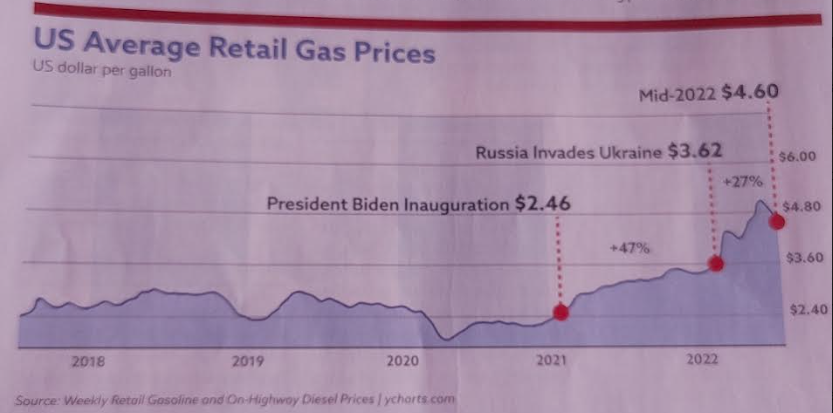 US Average Retail Gas Prices
US dollar per gallon
Mid-2022 $4.60
Russia Invades Ukraine $3.62
$6.00
+27%
President Biden Inauguration $2.46
$4.80
+47%
$3.60
$2.40
2018 2019 2020 2021 2022
Source: Weekly Retail Gasoline and On-Highway Diesel Prices | ycharts.com